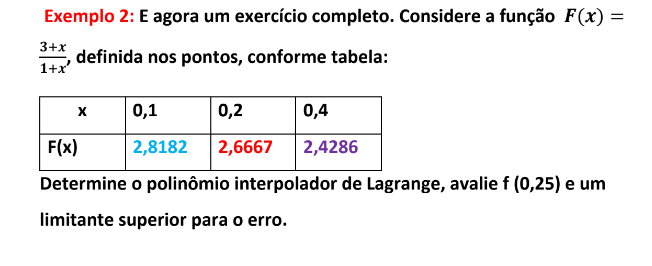 Exemplo 2: E agora um exercício completo. Considere a função F(x) =
3+x
1+x, definida nos pontos, conforme tabela:
x 0,1 0,2 0,4
F(x) 2,8182 2,6667 2,4286
Determine o polinômio interpolador de Lagrange, avalie f (0,25) e um
limitante superior para o erro.